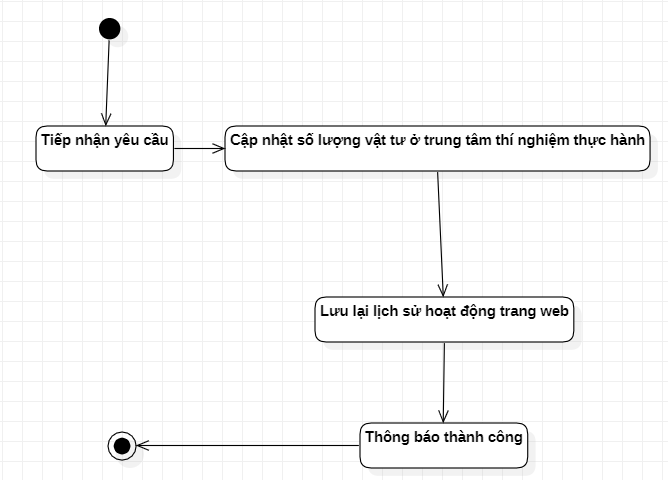 Tiếp nhận yêu cầu
Cập nhật số lượng vật tư ở trung tâm thí nghiệm thực hành
Lưu lại lịch sử hoạt động trang web
Thông báo thành công